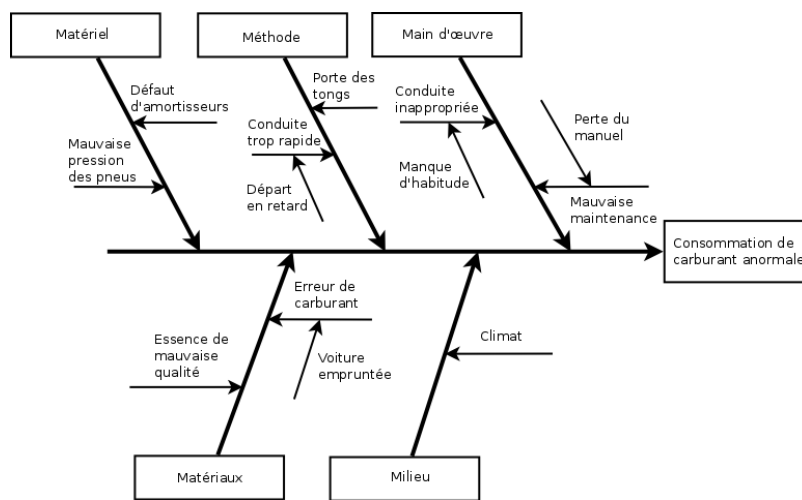 Matériel
Méthode
Main d'œuvre
Défaut
d'amortisseurs
Mauvaise
pression
des pneus
Porte des
tongs
Conduite
trop rapide
Départ
en retard
Conduite
inappropriée
Manque
d'habitude
Perte du
manuel
Mauvaise
maintenance
Consommation de
carburant anormale
Erreur de
carburant
Essence de
mauvaise
qualité
Voiture
empruntée
Climat
Matériaux
Milieu